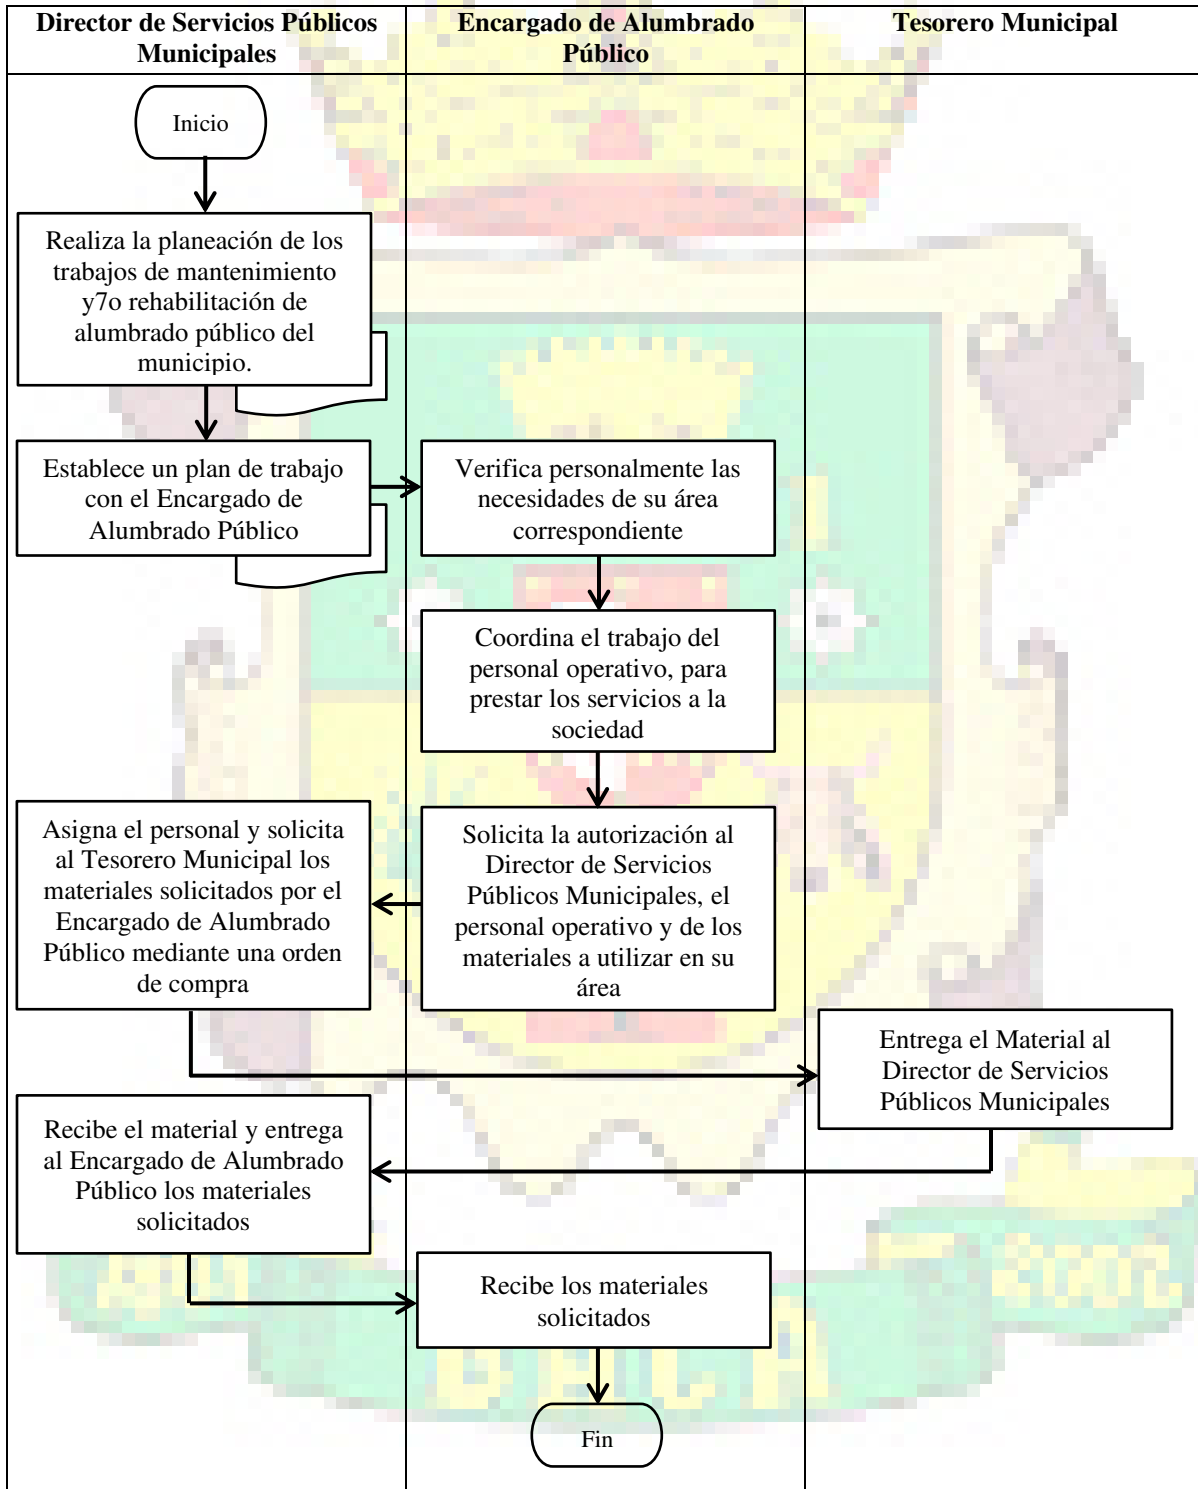 Director de Servicios Públicos
Municipales
Encargado de Alumbrado
Público
Tesorero Municipal
Inicio
Realiza la planeación de los
trabajos de mantenimiento
y7o rehabilitación de
alumbrado público del
municipio.
Establece un plan de trabajo
con el Encargado de
Alumbrado Público
Verifica personalmente las
necesidades de su área
correspondiente
Coordina el trabajo del
personal operativo, para
prestar los servicios a la
sociedad
Solicita la autorización al
Director de Servicios
Públicos Municipales, el
personal operativo y de los
materiales a utilizar en su
área
Asigna el personal y solicita
al Tesorero Municipal los
materiales solicitados por el
Encargado de Alumbrado
Público mediante una orden
de compra
Entrega el Material al
Director de Servicios
Públicos Municipales
Recibe el material y entrega
al Encargado de Alumbrado
Público los materiales
solicitados
Recibe los materiales
solicitados
Fin